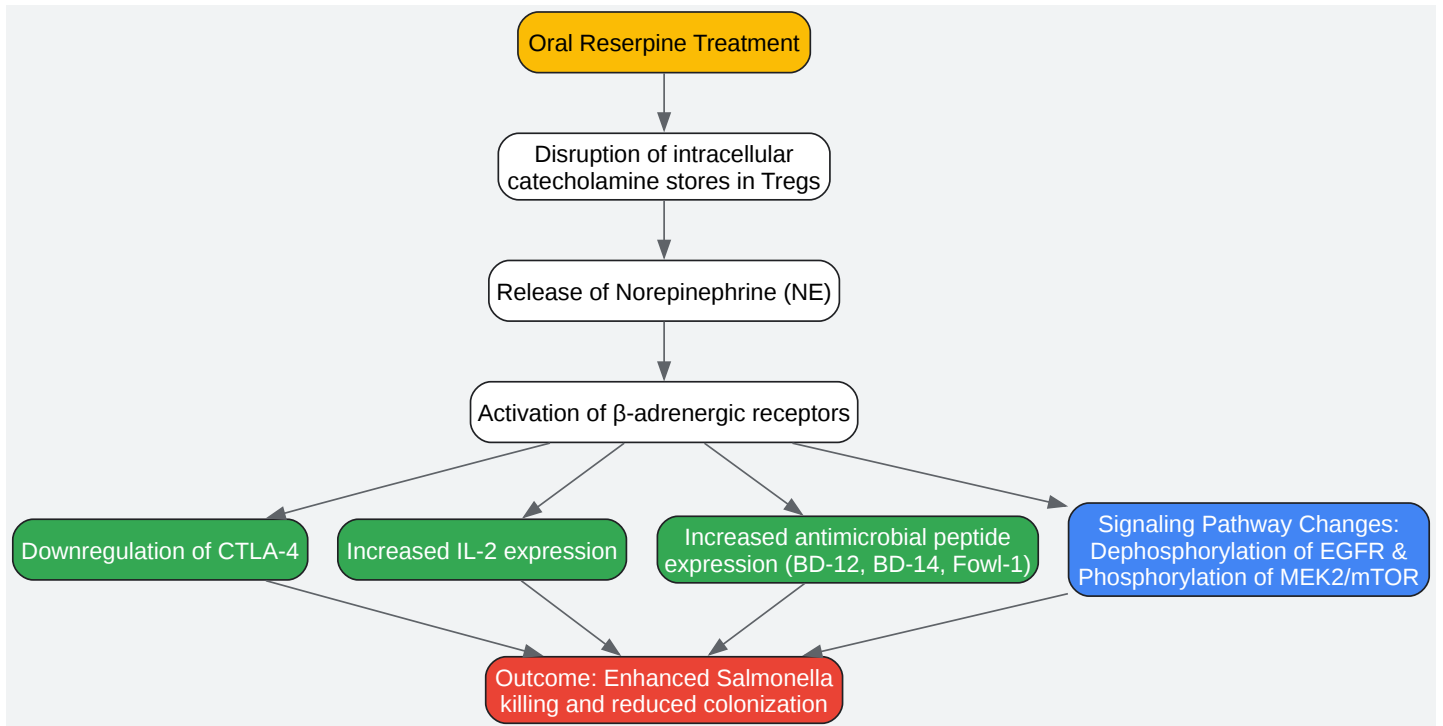 Oral Reserpine Treatment
Disruption of intracellular
catecholamine stores in Tregs
Release of Norepinephrine (NE)
Activation of β-adrenergic receptors
Downregulation of CTLA-4
Increased IL-2 expression
Increased antimicrobial peptide
expression (BD-12, BD-14, Fowl-1)
Signaling Pathway Changes:
Dephosphorylation of EGFR &
Phosphorylation of MEK2/mTOR
Outcome: Enhanced Salmonella
killing and reduced colonization